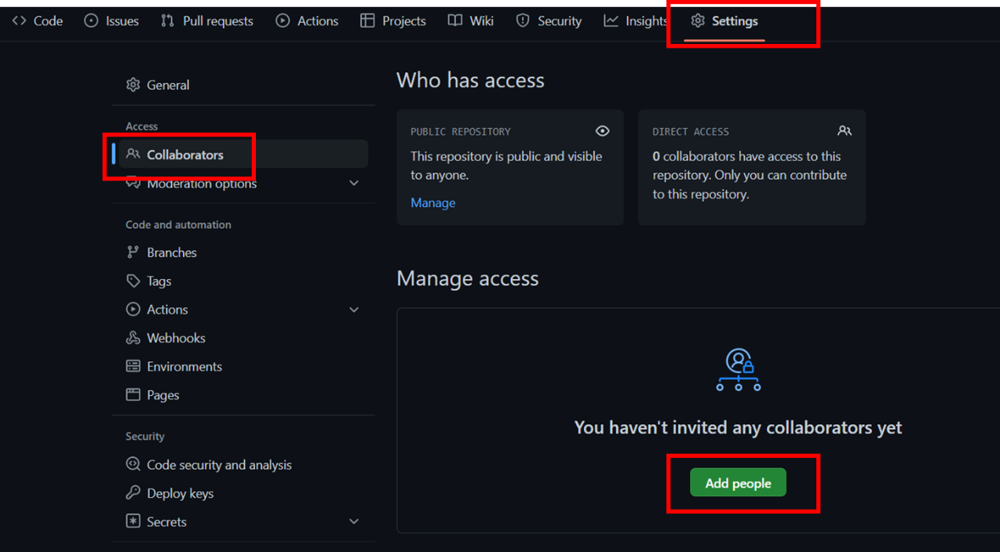 Code Issues Pull requests Actions Projects Wiki Security Insights Settings
General
Access
Collaborators
Moderation options
Code and automation
Branches
Tags
Actions
Webhooks
Environments
Pages
Security
Code security and analysis
Deploy keys
Secrets
Who has access
PUBLIC REPOSITORY
This repository is public and visible
to anyone.
Manage
DIRECT ACCESS
0 collaborators have access to this
repository. Only you can contribute
to this repository.
Manage access
You haven't invited any collaborators yet
Add people